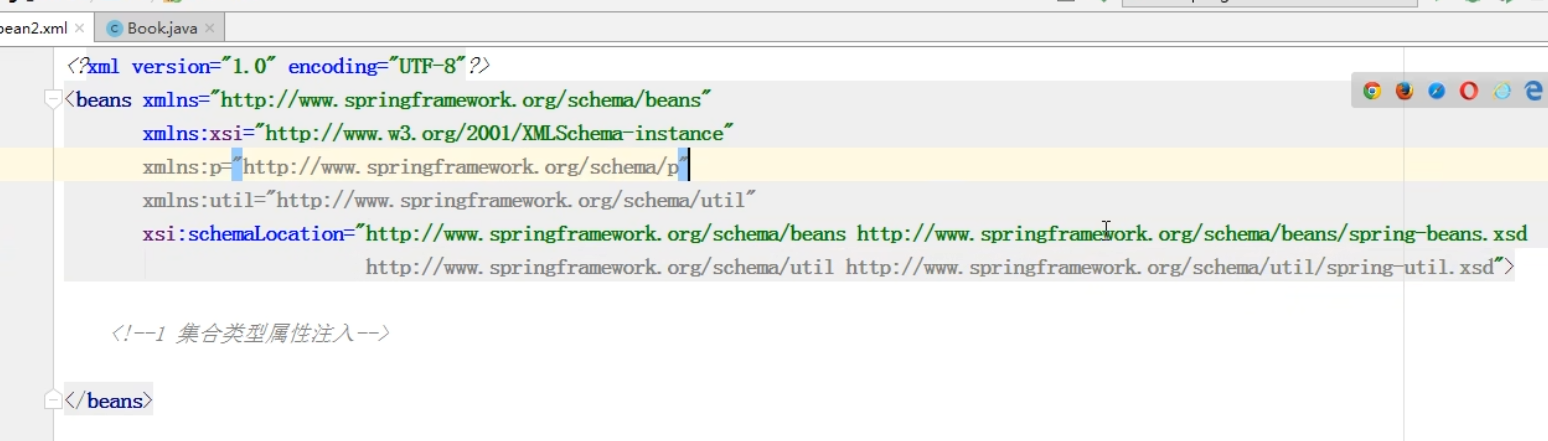 bean2.xml Book.java
<?xml version="1.0" encoding="UTF-8"?>
<beans xmlns="http://www.springframework.org/schema/beans"
xmlns:xsi="http://www.w3.org/2001/XMLSchema-instance"
xmlns:p="http://www.springframework.org/schema/p"
xmlns:util="http://www.springframework.org/schema/util"
xsi:schemaLocation="http://www.springframework.org/schema/beans http://www.springframework.org/schema/beans/spring-beans.xsd
http://www.springframework.org/schema/util http://www.springframework.org/schema/util/spring-util.xsd">
<!--1 集合类型属性注入-->
</beans>